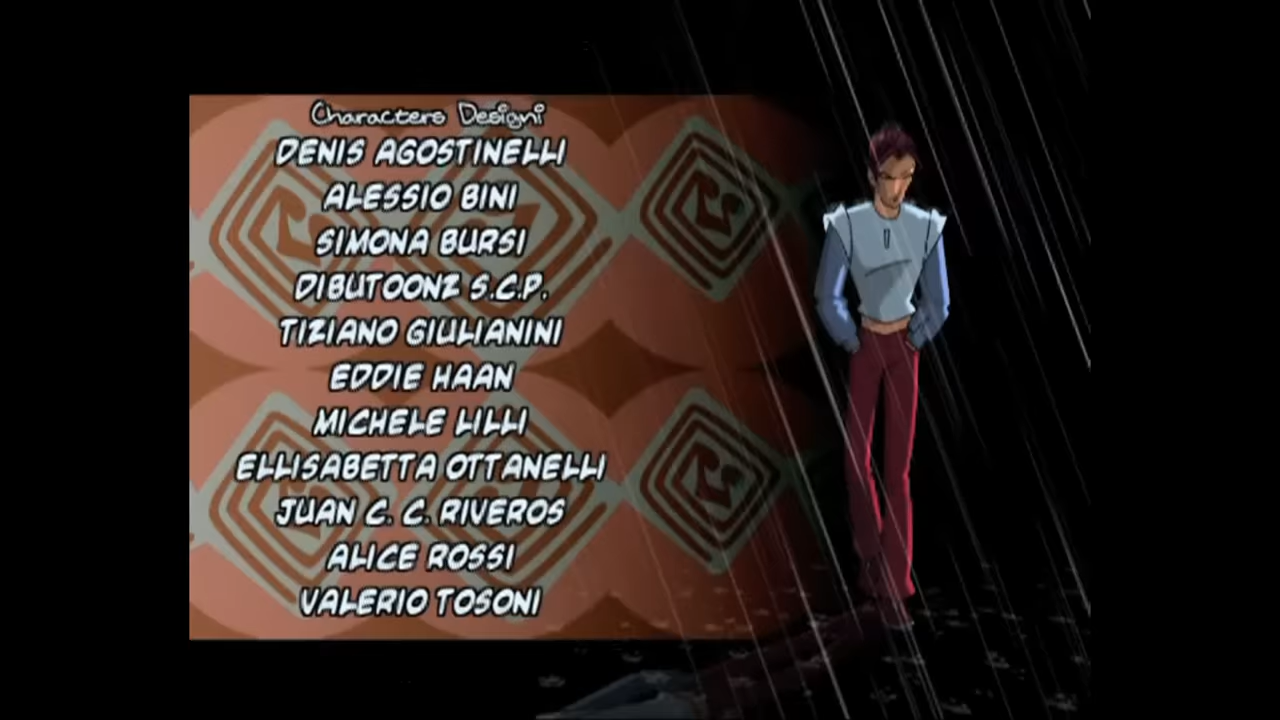 Characters Designi
DENIS AGOSTINELLI
ALESSIO BINI
SIMONA BURSI
DIBUTOONZ S.C.P.
TIZIANO GIULIANINI
EDDIE HAAN
MICHELE LILLI
ELLISABETTA OTTANELLI
JUAN C. C. RIVEROS
ALICE ROSSI
VALERIO TOSONI